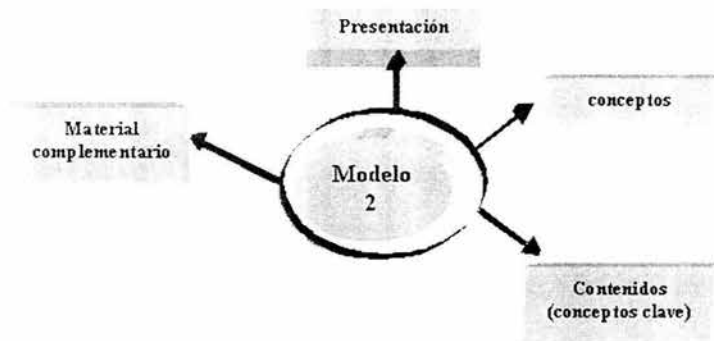 Presentación
conceptos
Material
complementario
Modelo
2
Contenidos
(conceptos clave)